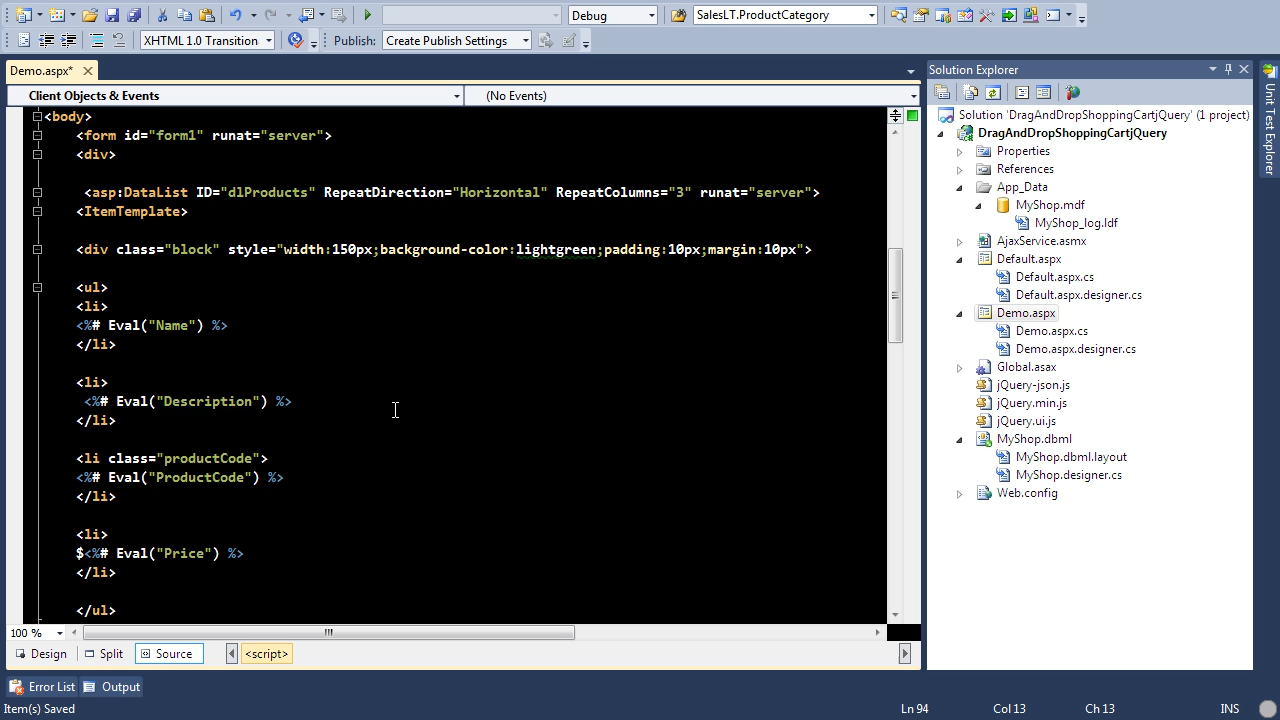 Debug
SalesLT.ProductCategory
XHTML 1.0 Transition
Publish:
Create Publish Settings
Demo.aspx*
Client Objects & Events
(No Events)
<body>
<form id="form1" runat="server">
<div>
<asp:DataList ID="dlProducts" RepeatDirection="Horizontal" RepeatColumns="3" runat="server">
<ItemTemplate>
<div class="block" style="width:150px;background-color:lightgreen;padding:10px;margin:10px">
<ul>
<li>
<%# Eval("Name") %>
</li>
<li>
<%# Eval("Description") %>
</li>
<li class="productCode">
<%# Eval("ProductCode") %>
</li>
<li>
$<%# Eval("Price") %>
</li>
</ul>
100 %
Design
Split
Source
<script>
Error List
Output
Item(s) Saved
Ln 94
Col 13
Ch 13
INS
Solution Explorer
Solution 'DragAndDropShoppingCartjQuery' (1 project)
DragAndDropShoppingCartjQuery
Properties
References
App_Data
MyShop.mdf
MyShop_log.ldf
AjaxService.asmx
Default.aspx
Default.aspx.cs
Default.aspx.designer.cs
Demo.aspx
Demo.aspx.cs
Demo.aspx.designer.cs
Global.asax
jQuery-json.js
jQuery.min.js
jQuery.ui.js
MyShop.dbml
MyShop.dbml.layout
MyShop.designer.cs
Web.config
Unit Test Explorer